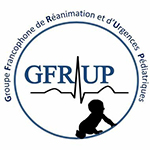 Groupe Francophone de Réanimation et d'Urgences Pédiatriques
GFRUP